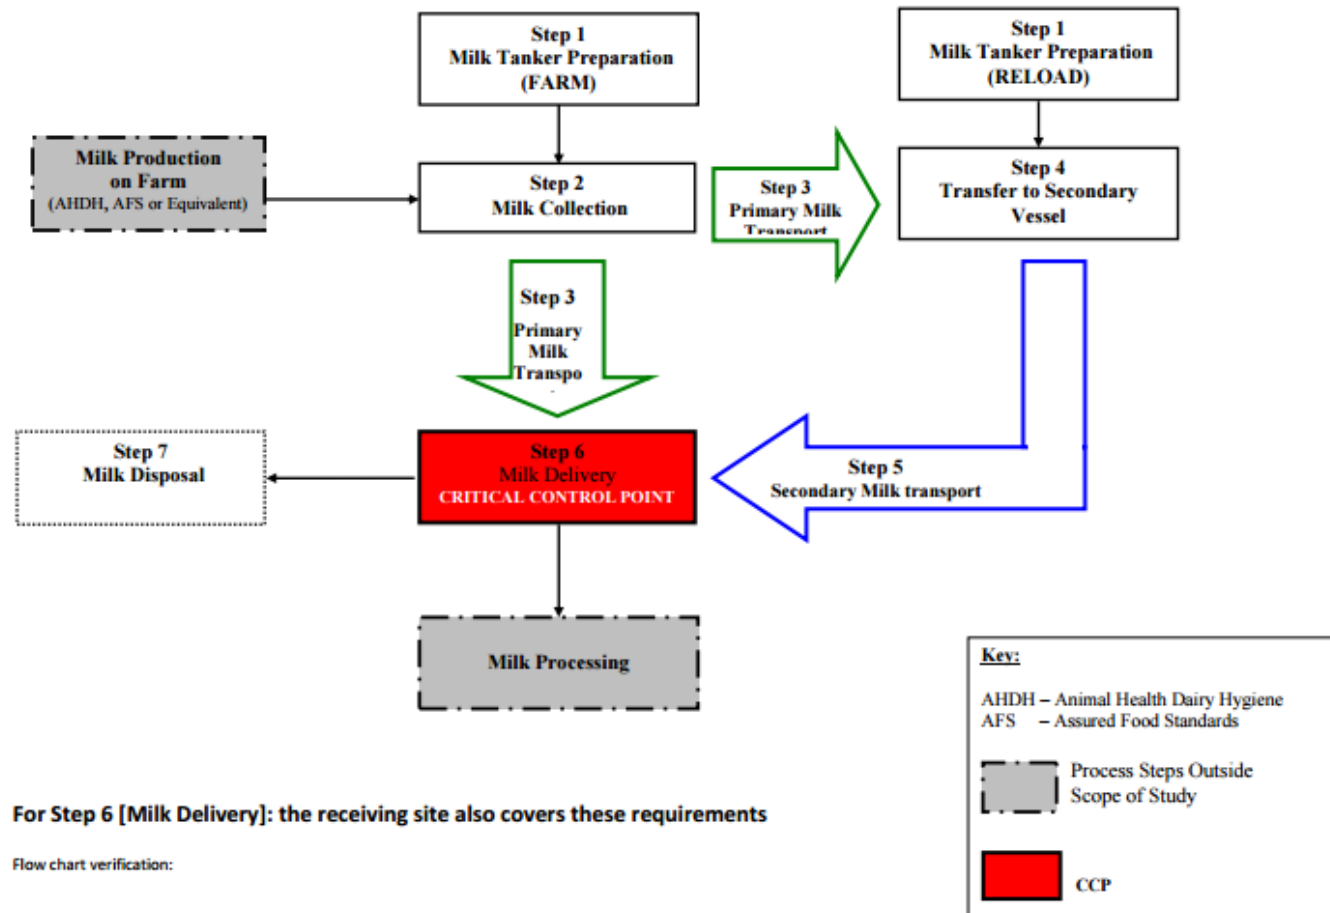 Step 1
Milk Tanker Preparation
(FARM)
Step 1
Milk Tanker Preparation
(RELOAD)
Milk Production
on Farm
(AHDH, AFS or Equivalent)
Step 2
Milk Collection
Step 3
Primary Milk
Transport
Step 4
Transfer to Secondary
Vessel
Step 3
Primary
Milk
Transpo
Step 7
Milk Disposal
Step 6
Milk Delivery
CRITICAL CONTROL POINT
Step 5
Secondary Milk transport
Milk Processing
Key:
AHDH – Animal Health Dairy Hygiene
AFS – Assured Food Standards
Process Steps Outside
Scope of Study
CCP
For Step 6 [Milk Delivery]: the receiving site also covers these requirements
Flow chart verification: